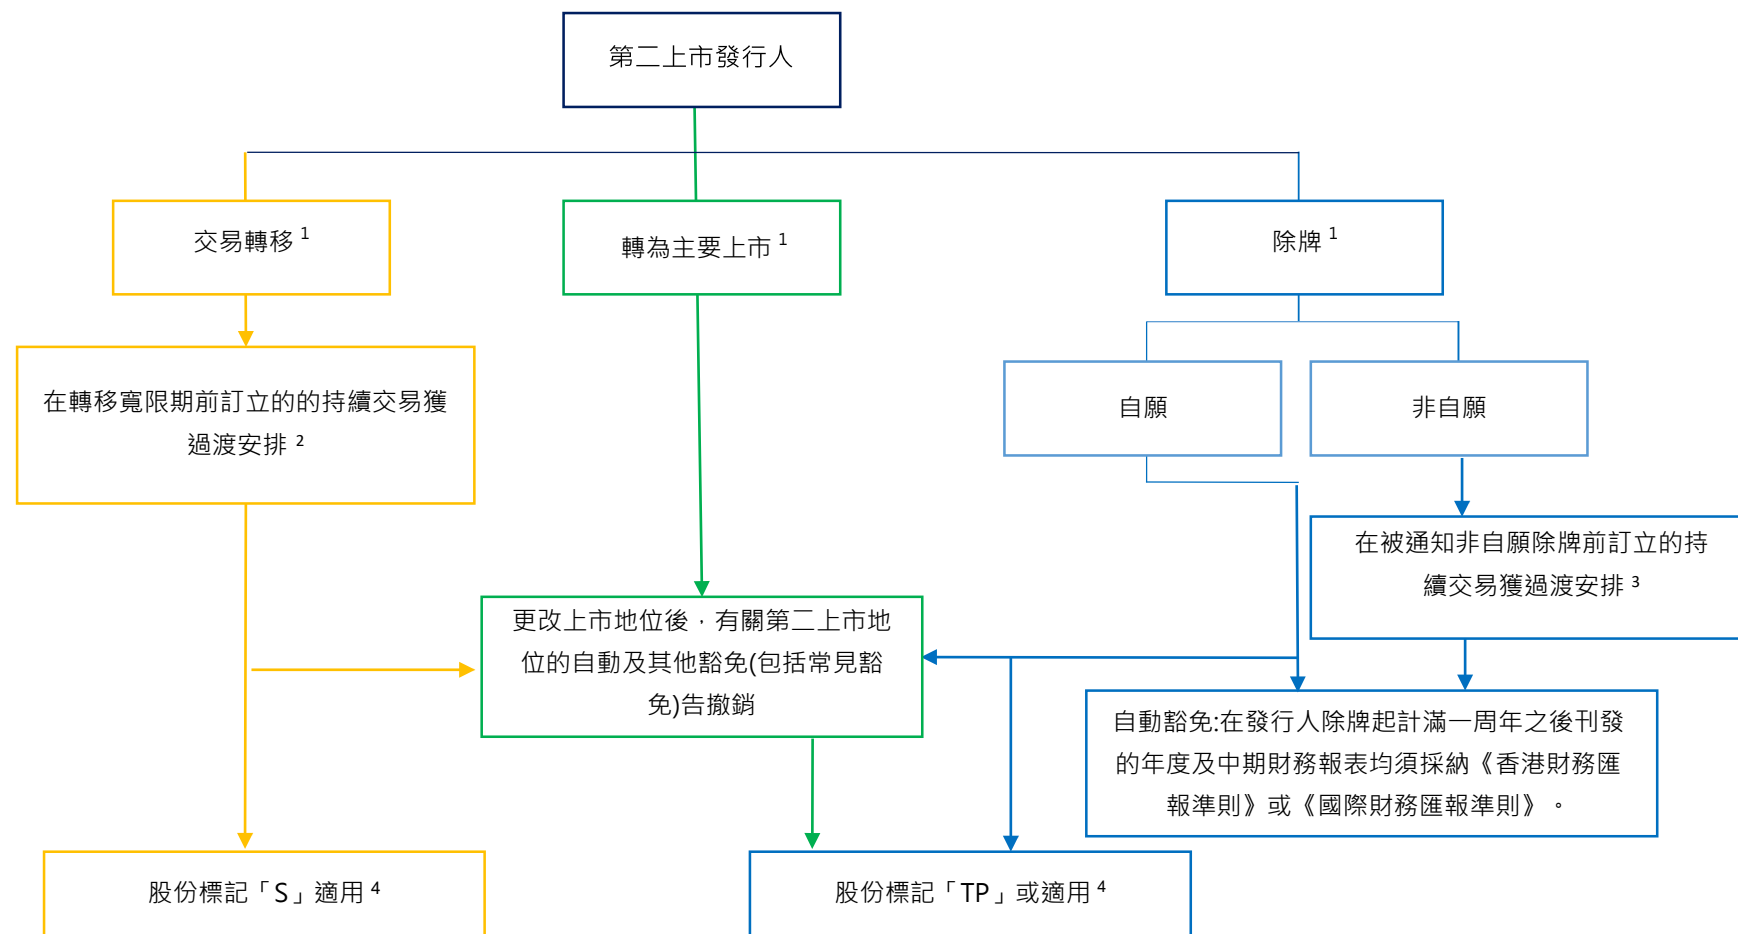 第二上市發行人
交易轉移 1
轉為主要上市 1
除牌 1
在轉移寬限期前訂立的的持續交易獲
過渡安排 2
自願
非自願
在被通知非自願除牌前訂立的持
續交易獲過渡安排 3
更改上市地位後，有關第二上市地
位的自動及其他豁免(包括常見豁
免)告撤銷
自動豁免:在發行人除牌起計滿一周年之後刊發
的年度及中期財務報表均須採納《香港財務匯
報準則》或《國際財務匯報準則》。
股份標記「S」適用 4
股份標記「TP」或適用 4